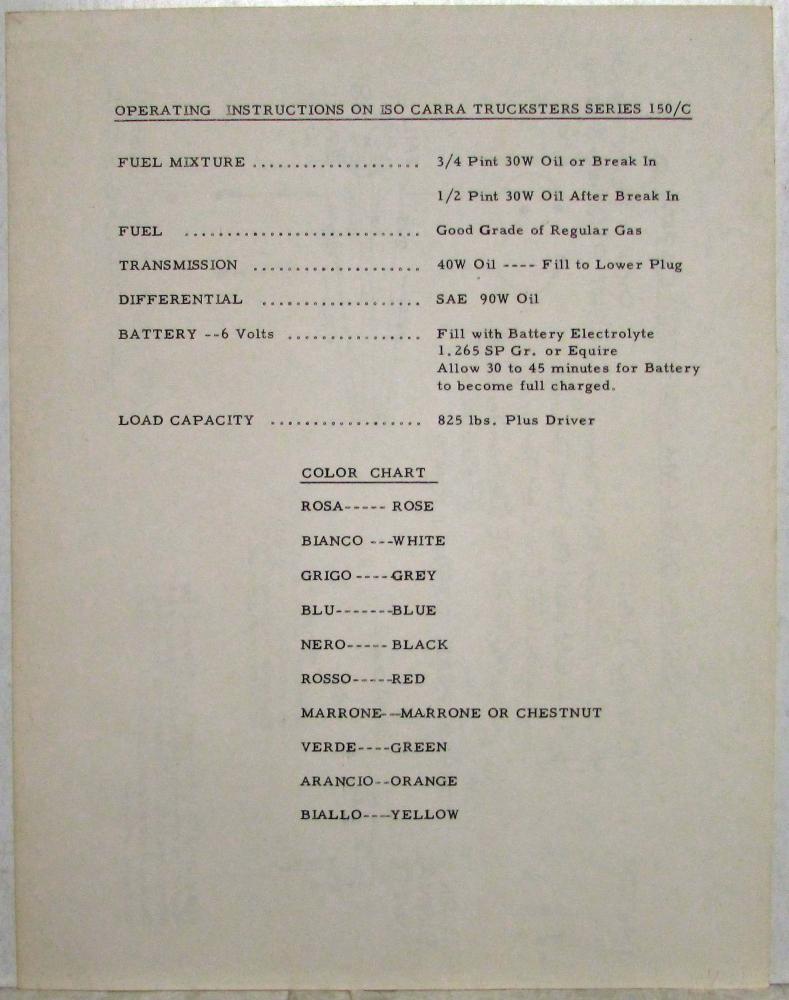 OPERATING INSTRUCTIONS ON ISO CARRA TRUCKSTERS SERIES 150/C
FUEL MIXTURE .................... 3/4 Pint 30W Oil or Break In
1/2 Pint 30W Oil After Break In
FUEL ............................ Good Grade of Regular Gas
TRANSMISSION .................... 40W Oil ---- Fill to Lower Plug
DIFFERENTIAL ................... SAE 90W Oil
BATTERY --6 Volts ................ Fill with Battery Electrolyte
1.265 SP Gr. or Equire
Allow 30 to 45 minutes for Battery
to become full charged.
LOAD CAPACITY .................. 825 lbs. Plus Driver
COLOR CHART
ROSA----- ROSE
BIANCO ---WHITE
GRIGO ----GREY
BLU-------BLUE
NERO----- BLACK
ROSSO-----RED
MARRONE---MARRONE OR CHESTNUT
VERDE----GREEN
ARANCIO--ORANGE
BIALLO----YELLOW